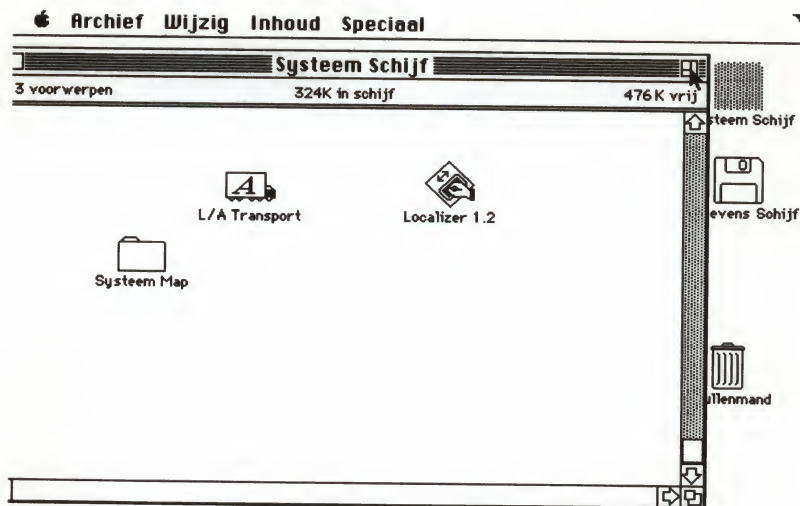 Archief Wijzig Inhoud Speciaal
Systeem Schijf
3 voorwerpen 324K in schijf 476K vrij
steem Schijf
L/A Transport
Localizer 1.2
evens Schijf
Systeem Map
llenmand